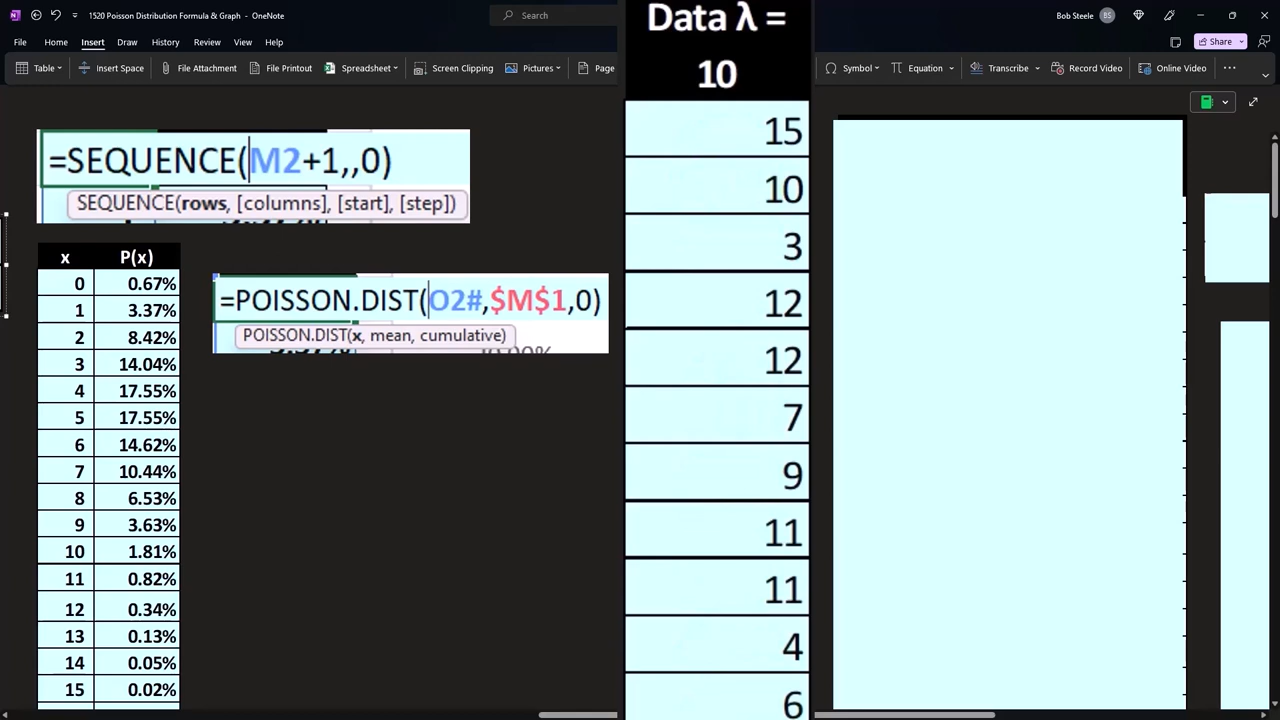 1520 Poisson Distribution Formula & Graph - OneNote
Search
Bob Steele
BS
File Home Insert Draw History Review View Help
Share
Table Insert Space File Attachment File Printout Spreadsheet Screen Clipping Pictures Page
Symbol Equation Transcribe Record Video Online Video
=SEQUENCE(M2+1,,0)
SEQUENCE(rows, [columns], [start], [step])
x P(x)
0 0.67%
1 3.37%
2 8.42%
3 14.04%
4 17.55%
5 17.55%
6 14.62%
7 10.44%
8 6.53%
9 3.63%
10 1.81%
11 0.82%
12 0.34%
13 0.13%
14 0.05%
15 0.02%
=POISSON.DIST(O2#,$M$1,0)
POISSON.DIST(x, mean, cumulative)
Data λ =
10
15
10
3
12
12
7
9
11
11
4
6